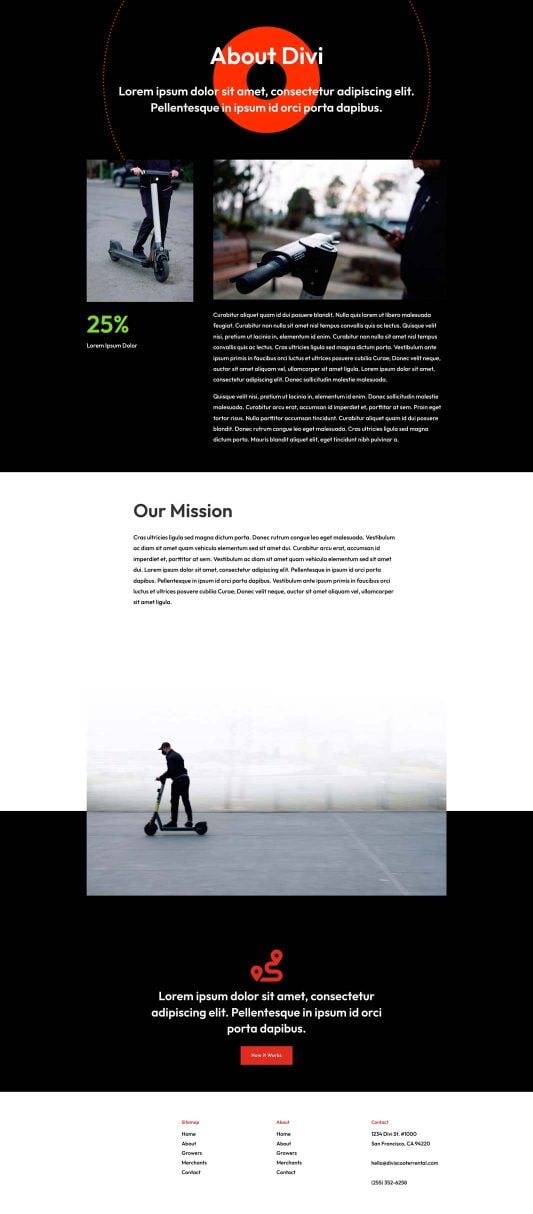 About Divi
Lorem ipsum dolor sit amet, consectetur adipiscing elit.
Pellentesque in ipsum id orci porta dapibus.
25%
Lorem Ipsum Dolor
Curabitur aliquet quam id dui posuere blandit. Nulla quis lorem ut libero malesuada
feugiat. Curabitur non nulla sit amet nisl tempus convallis quis ac lectus. Quisque velit
nisi, pretium ut lacinia in, elementum id enim. Curabitur non nulla sit amet nisl tempus
convallis quis ac lectus. Cras ultricies ligula sed magna dictum porta. Vestibulum ante
ipsum primis in faucibus orci luctus et ultrices posuere cubilia Curae; Donec velit neque,
auctor sit amet aliquam vel, ullamcorper sit amet ligula. Lorem ipsum dolor sit amet,
consectetur adipiscing elit. Donec sollicitudin molestie malesuada.
Quisque velit nisi, pretium ut lacinia in, elementum id enim. Donec sollicitudin molestie
malesuada. Curabitur arcu erat, accumsan id imperdiet et, porttitor at sem. Proin eget
tortor risus. Nulla porttitor accumsan tincidunt. Curabitur aliquet quam id dui posuere
blandit. Donec rutrum congue leo eget malesuada. Cras ultricies ligula sed magna
dictum porta. Mauris blandit aliquet elit, eget tincidunt nibh pulvinar a.
Our Mission
Cras ultricies ligula sed magna dictum porta. Donec rutrum congue leo eget malesuada. Vestibulum
ac diam sit amet quam vehicula elementum sed sit amet dui. Curabitur arcu erat, accumsan id
imperdiet et, porttitor at sem. Vestibulum ac diam sit amet quam vehicula elementum sed sit amet
dui. Lorem ipsum dolor sit amet, consectetur adipiscing elit. Pellentesque in ipsum id orci porta
dapibus. Pellentesque in ipsum id orci porta dapibus. Vestibulum ante ipsum primis in faucibus orci
luctus et ultrices posuere cubilia Curae; Donec velit neque, auctor sit amet aliquam vel, ullamcorper
sit amet ligula.
Lorem ipsum dolor sit amet, consectetur
adipiscing elit. Pellentesque in ipsum id orci
porta dapibus.
How It Works
Sitemap
Home
About
Growers
Merchants
Contact
About
Home
About
Growers
Merchants
Contact
Contact
1234 Divi St. #1000
San Francisco, CA 94220
hello@diviscooterrental.com
(255) 352-6258